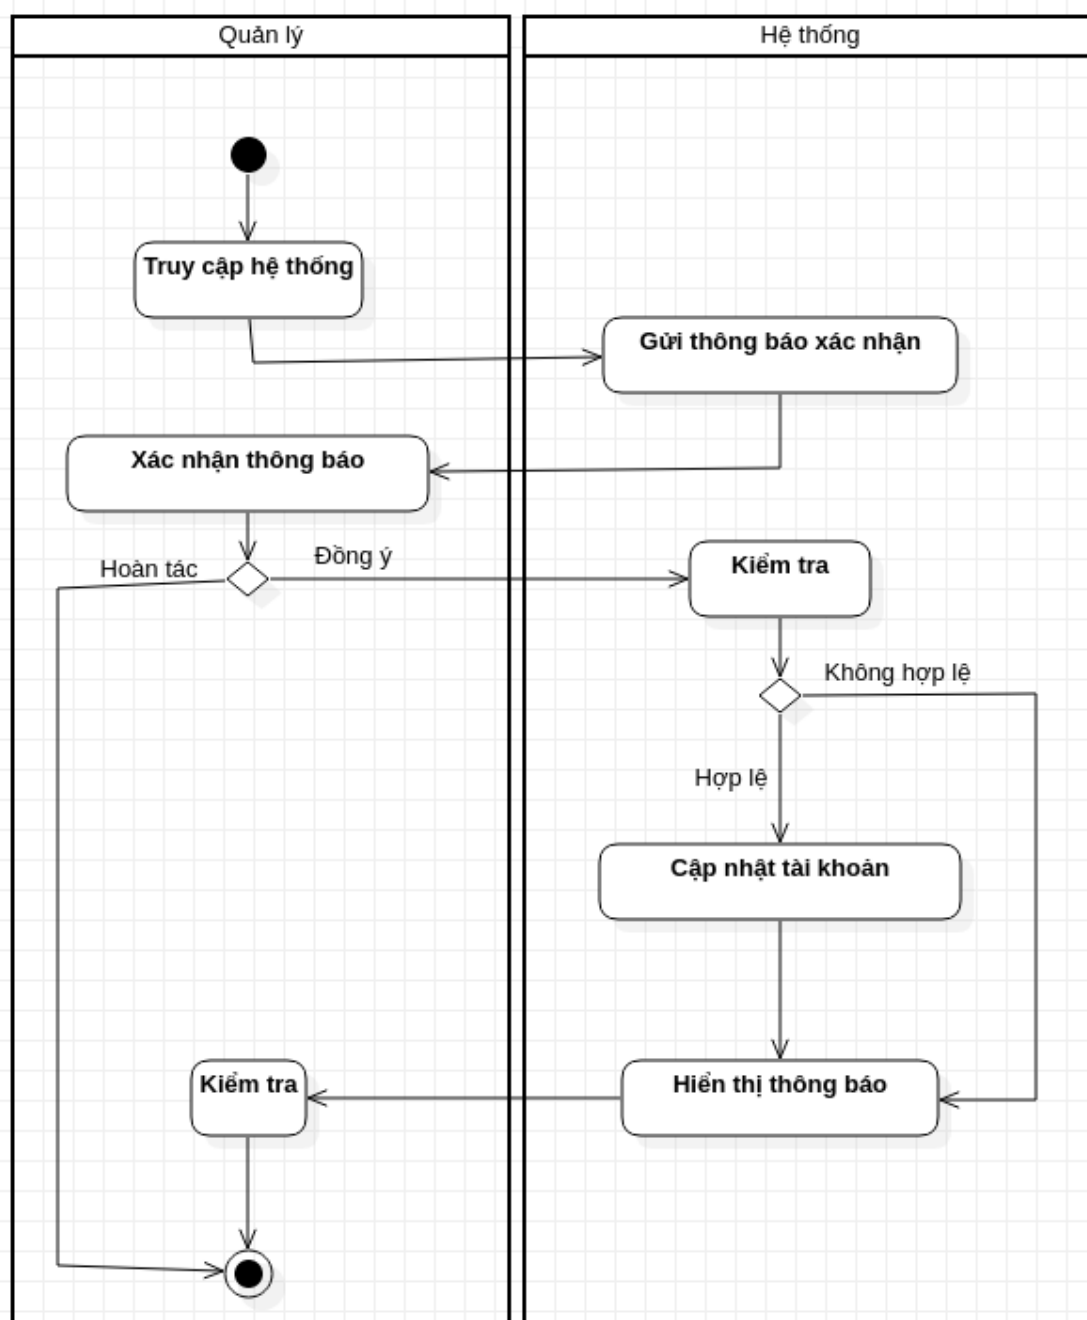 Quản lý
Hệ thống
Truy cập hệ thống
Gửi thông báo xác nhận
Xác nhận thông báo
Hoàn tác
Đồng ý
Kiểm tra
Không hợp lệ
Hợp lệ
Cập nhật tài khoản
Kiểm tra
Hiển thị thông báo